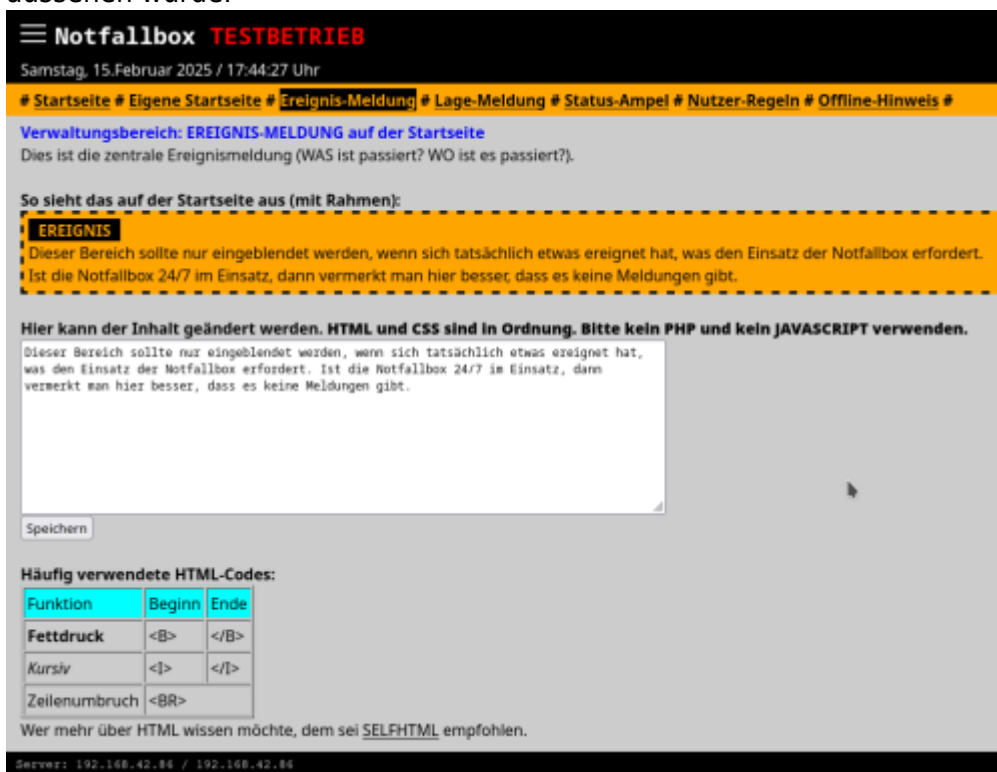 Notfallbox TESTBETRIEB
Samstag, 15.Februar 2025 / 17:44:27 Uhr
# Startseite # Eigene Startseite # Ereignis-Meldung # Lage-Meldung # Status-Ampel # Nutzer-Regeln # Offline-Hinweis #
Verwaltungsbereich: EREIGNIS-MELDUNG auf der Startseite
Dies ist die zentrale Ereignismeldung (WAS ist passiert? WO ist es passiert?).
So sieht das auf der Startseite aus (mit Rahmen):
EREIGNIS
Dieser Bereich sollte nur eingeblendet werden, wenn sich tatsächlich etwas ereignet hat, was den Einsatz der Notfallbox erfordert.
Ist die Notfallbox 24/7 im Einsatz, dann vermerkt man hier besser, dass es keine Meldungen gibt.
Hier kann der Inhalt geändert werden. HTML und CSS sind in Ordnung. Bitte kein PHP und kein JAVASCRIPT verwenden.
Dieser Bereich sollte nur eingeblendet werden, wenn sich tatsächlich etwas ereignet hat,
was den Einsatz der Notfallbox erfordert. Ist die Notfallbox 24/7 im Einsatz, dann
vermerkt man hier besser, dass es keine Meldungen gibt.
Speichern
Häufig verwendete HTML-Codes:
Funktion Beginn Ende
Fettdruck <B> </B>
Kursiv <I> </I>
Zeilenumbruch <BR>
Wer mehr über HTML wissen möchte, dem sei SELFHTML empfohlen.
Server: 192.168.42.86 / 192.168.42.86